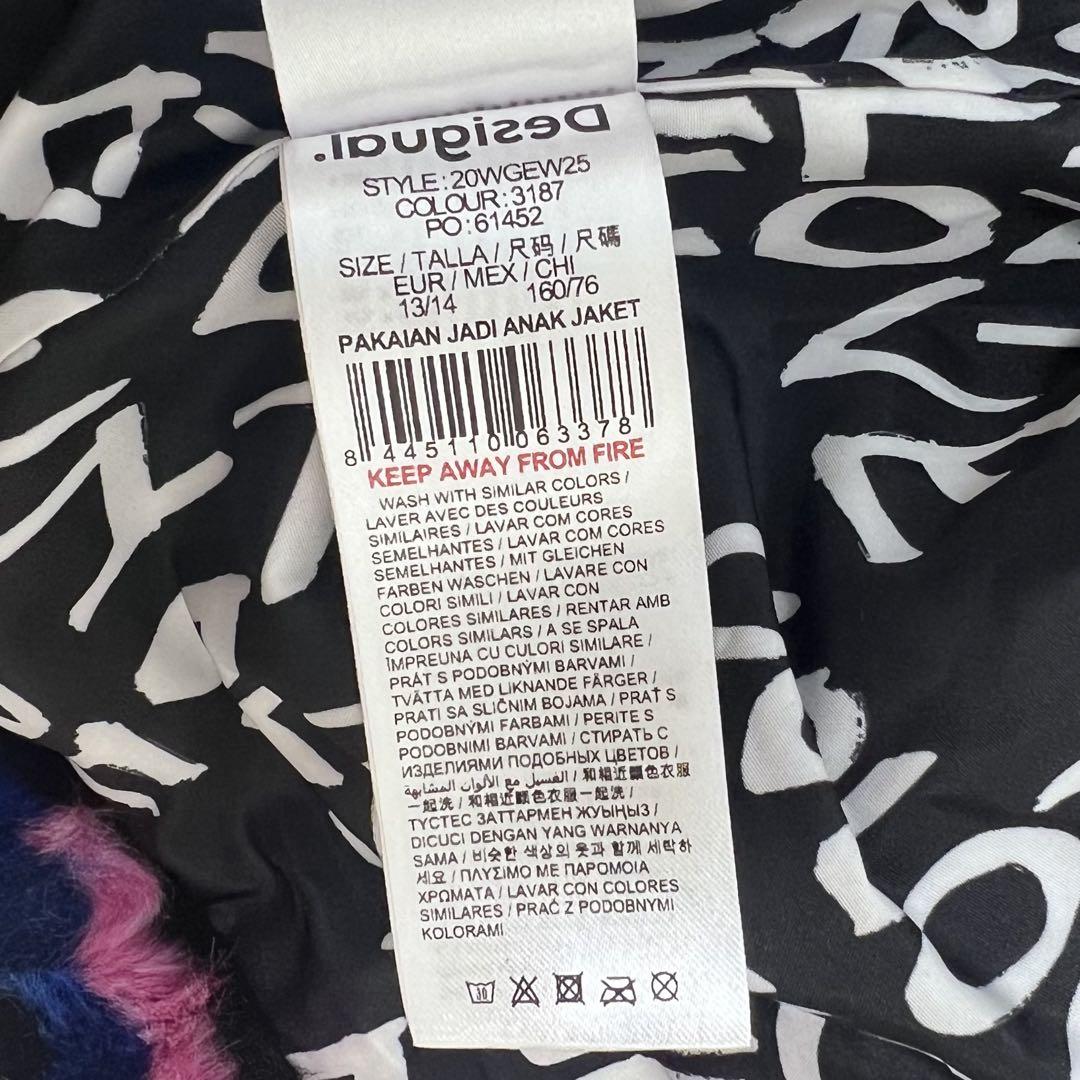 Desigual.
STYLE: 20WGEW25
COLOUR: 3187
PO: 61452
SIZE / TALLA / 尺码 / 尺碼
EUR / MEX / CHI
13/14 160/76
PAKAIAN JADI ANAK JAKET
8 445110 063378
KEEP AWAY FROM FIRE
WASH WITH SIMILAR COLORS /
LAVER AVEC DES COULEURS
SIMILAIRES / LAVAR COM CORES
SEMELHANTES / LAVAR COM CORES
SEMELHANTES / MIT GLEICHEN
FARBEN WASCHEN / LAVARE CON
COLORI SIMILI / LAVAR CON
COLORES SIMILARES / RENTAR AMB
COLORS SIMILARS / A SE SPALA
ÎMPREUNA CU CULORI SIMILARE /
PRÁT S PODOBNÝMI BARVAMI /
TVÄTTA MED LIKNANDE FÄRGER /
PRATI SA SLIČNIM BOJAMA / PRAŤ S
PODOBNÝMI FARBAMI / PERITE S
PODOBNIMI BARVAMI / СТИРАТЬ С
ИЗДЕЛИЯМИ ПОДОБНЫХ ЦВЕТОВ /
الغسيل مع الألوان المشابهة / 和相近顏色衣服
一起洗 / 和相近顏色衣服一起洗 /
ТҮСТЕС ЗАТТАРМЕН ЖУЫҢЫЗ /
DICUCI DENGAN YANG WARNANYA
SAMA / 비슷한 색상의 옷과 함께 세탁하
세요 / ΠΛΥΣΙΜΟ ΜΕ ΠΑΡΟΜΟΙΑ
ΧΡΩΜΑΤΑ / LAVAR CON COLORES
SIMILARES / PRAĆ Z PODOBNYMI
KOLORAMI
30